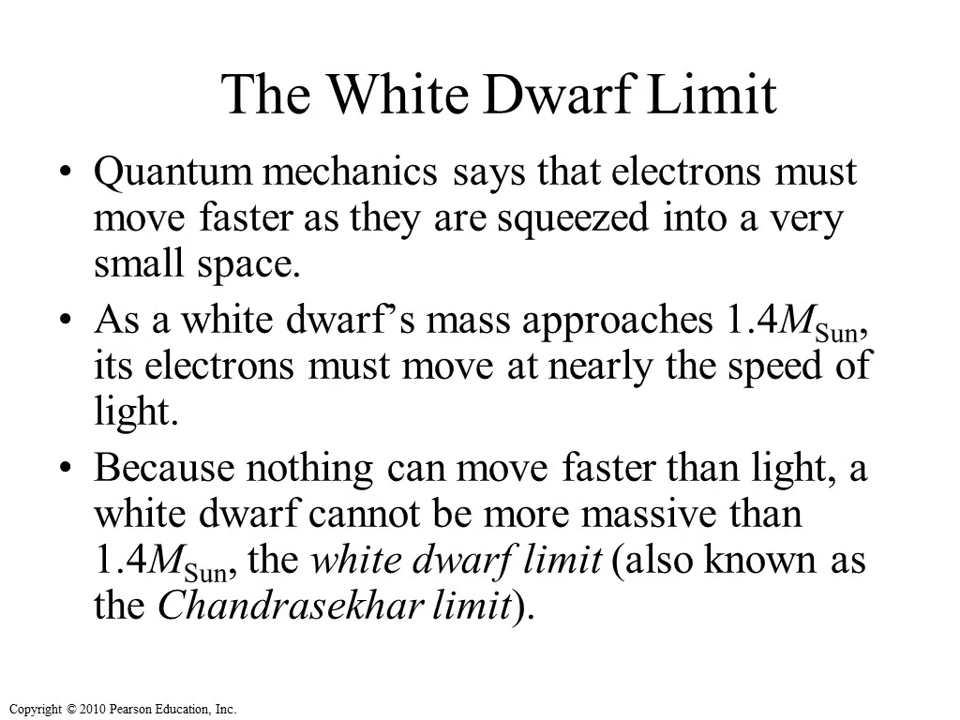 The White Dwarf Limit
• Quantum mechanics says that electrons must
move faster as they are squeezed into a very
small space.
• As a white dwarf’s mass approaches 1.4MSun,
its electrons must move at nearly the speed of
light.
• Because nothing can move faster than light, a
white dwarf cannot be more massive than
1.4MSun, the white dwarf limit (also known as
the Chandrasekhar limit).
Copyright © 2010 Pearson Education, Inc.